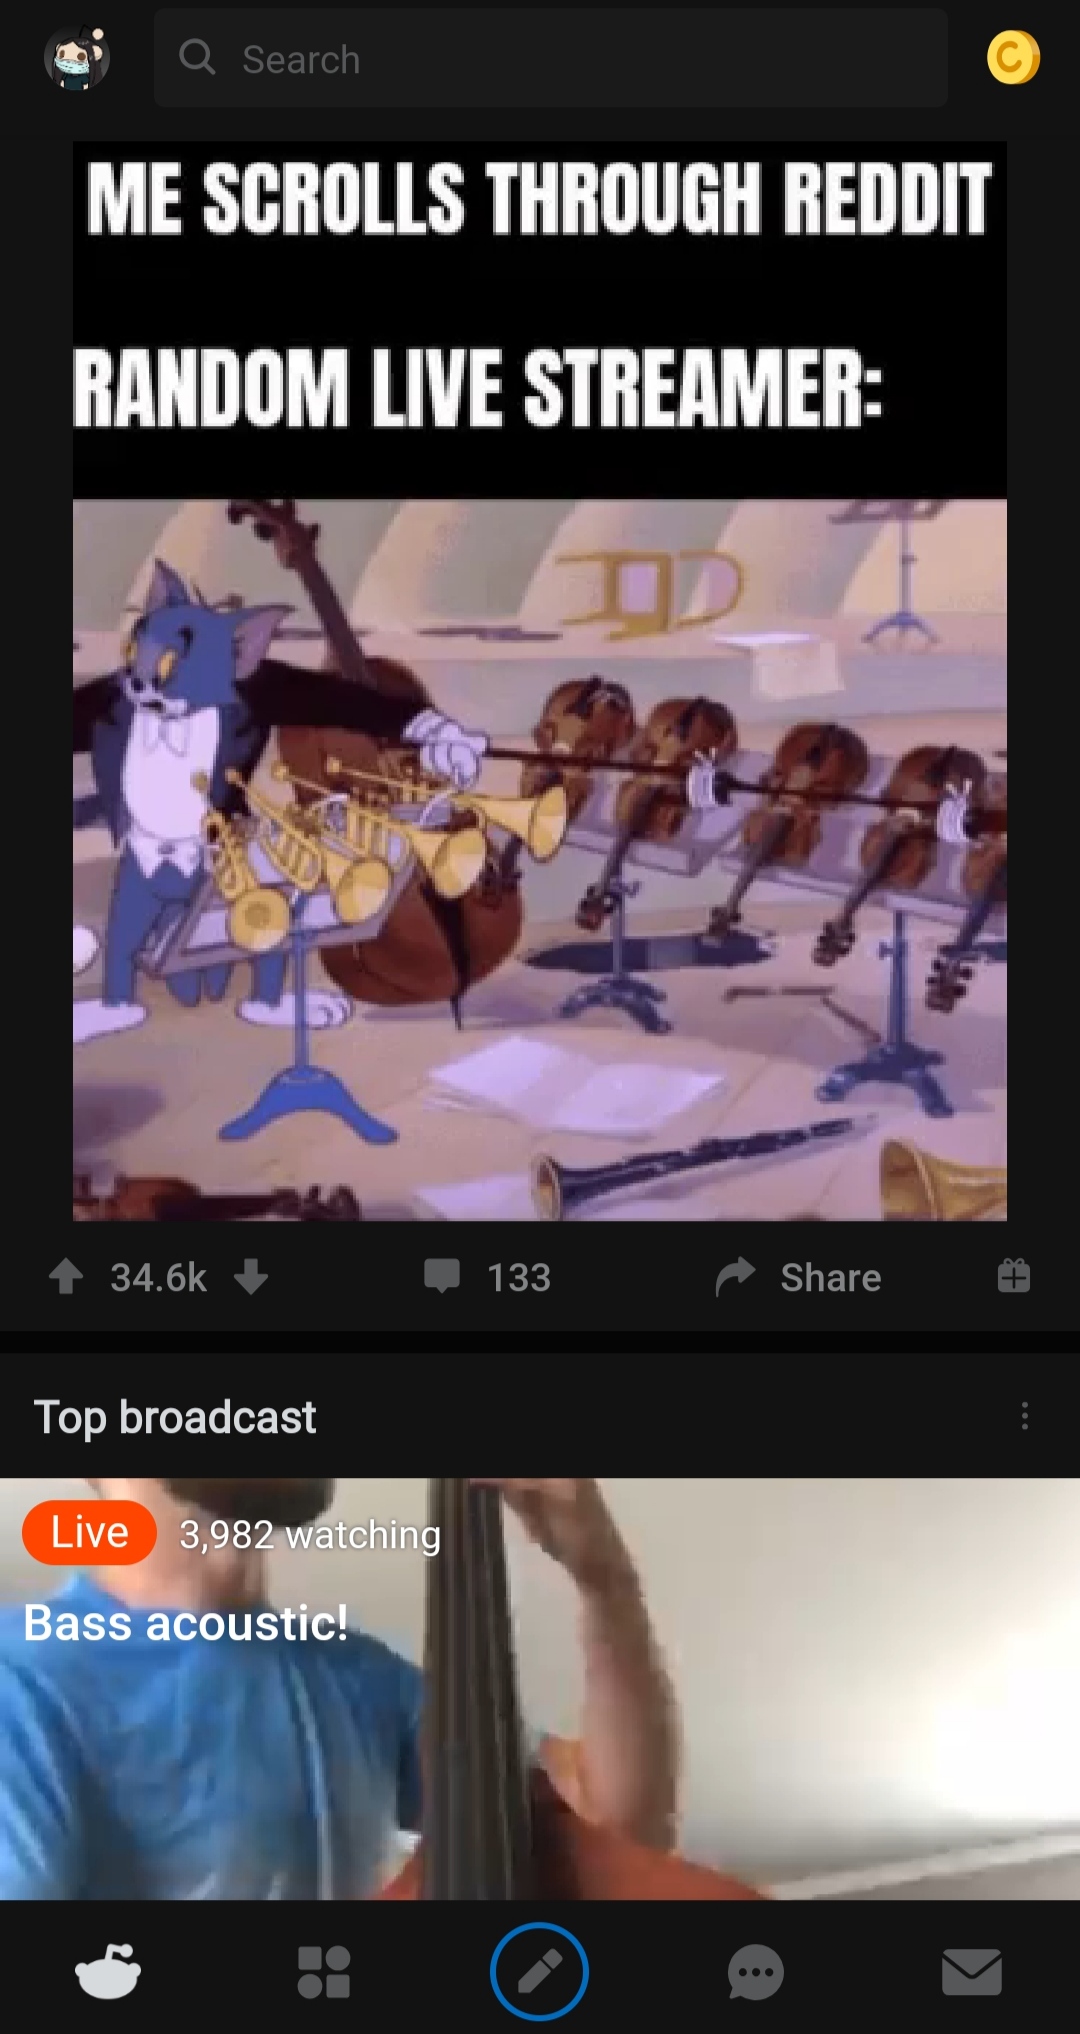 Search
ME SCROLLS THROUGH REDDIT
RANDOM LIVE STREAMER:
34.6k
133
Share
Top broadcast
Live 3,982 watching
Bass acoustic!